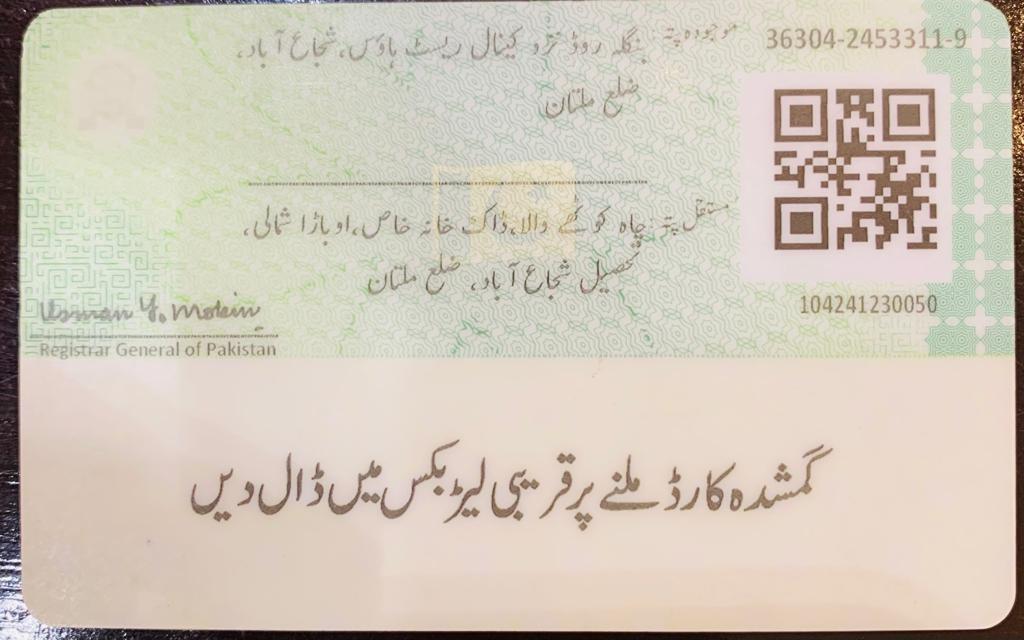 36304-2453311-9
موجودہ پتہ: بنگلہ روڈ نزد کینال ریسٹ ہاؤس، شجاع آباد،
ضلع ملتان
مستقل پتہ: چاہ کوٹھے والا، ڈاک خانہ خاص، اوباڑا شمالی،
تحصیل شجاع آباد، ضلع ملتان
104241230050
Usman Y. Mobin
Registrar General of Pakistan
گمشدہ کارڈ ملنے پر قریبی لیٹر بکس میں ڈال دیں